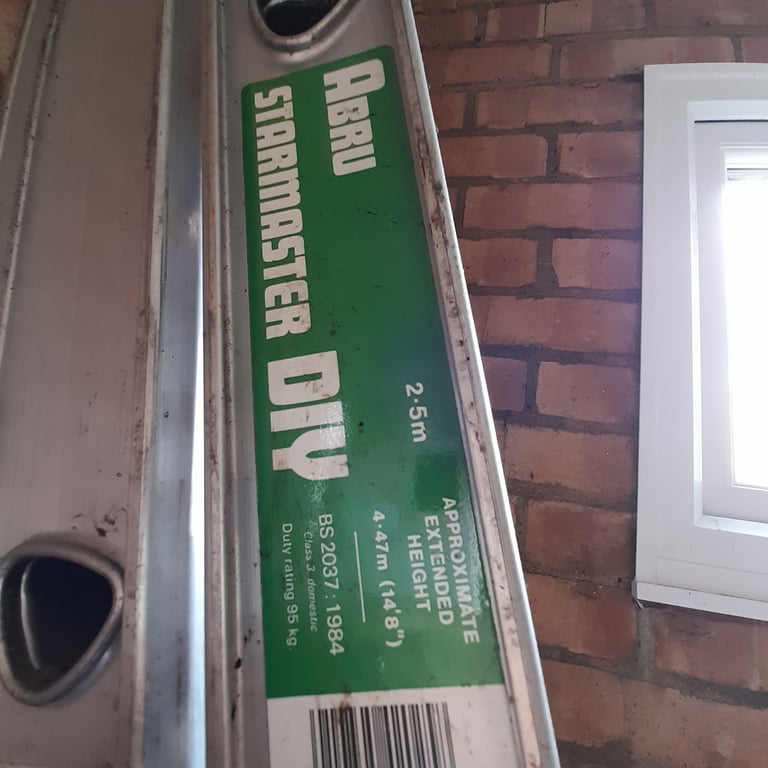 ABRU
STARMASTER DIY
2·5m
APPROXIMATE
EXTENDED
HEIGHT
4·47m (14'8")
BS 2037 : 1984
Class 3 domestic
Duty rating 95 kg.